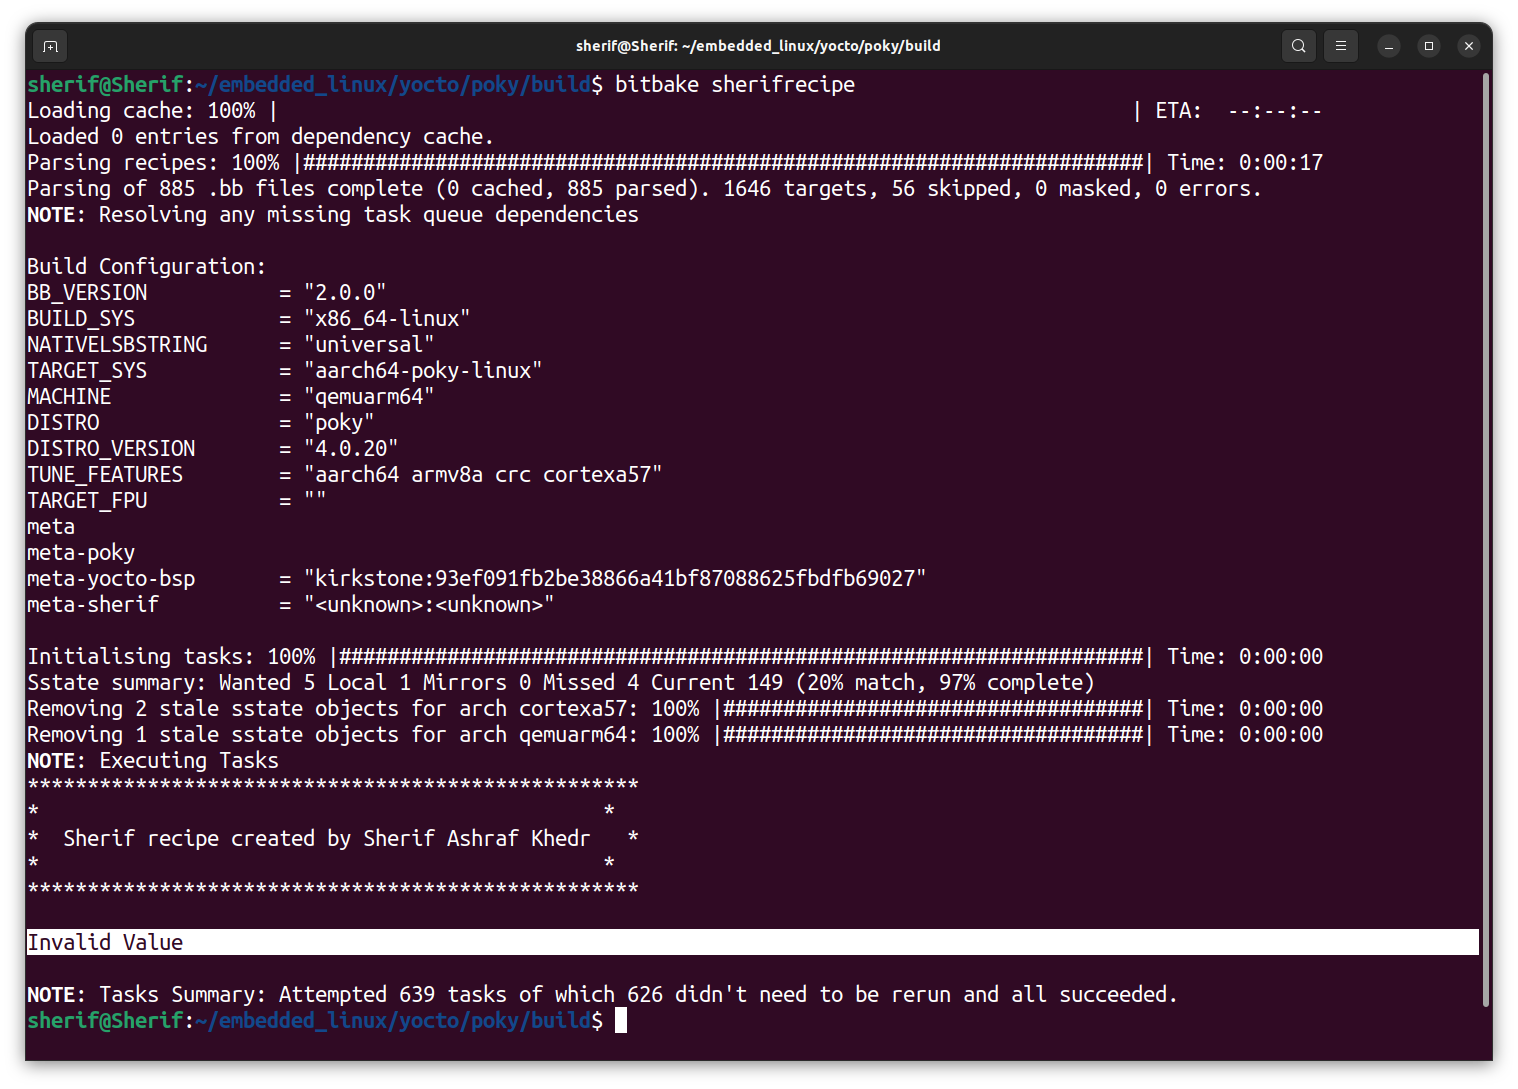 sherif@Sherif: ~/embedded_linux/yocto/poky/build
sherif@Sherif:~/embedded_linux/yocto/poky/build$ bitbake sherifrecipe
Loading cache: 100% |                                                                       | ETA:  --:--:--
Loaded 0 entries from dependency cache.
Parsing recipes: 100% |######################################################################| Time: 0:00:17
Parsing of 885 .bb files complete (0 cached, 885 parsed). 1646 targets, 56 skipped, 0 masked, 0 errors.
NOTE: Resolving any missing task queue dependencies

Build Configuration:
BB_VERSION           = "2.0.0"
BUILD_SYS            = "x86_64-linux"
NATIVELSBSTRING      = "universal"
TARGET_SYS           = "aarch64-poky-linux"
MACHINE              = "qemuarm64"
DISTRO               = "poky"
DISTRO_VERSION       = "4.0.20"
TUNE_FEATURES        = "aarch64 armv8a crc cortexa57"
TARGET_FPU           = ""
meta
meta-poky
meta-yocto-bsp       = "kirkstone:93ef091fb2be38866a41bf87088625fbdfb69027"
meta-sherif          = "<unknown>:<unknown>"

Initialising tasks: 100% |###################################################################| Time: 0:00:00
Sstate summary: Wanted 5 Local 1 Mirrors 0 Missed 4 Current 149 (20% match, 97% complete)
Removing 2 stale sstate objects for arch cortexa57: 100% |###################################| Time: 0:00:00
Removing 1 stale sstate objects for arch qemuarm64: 100% |###################################| Time: 0:00:00
NOTE: Executing Tasks
***************************************************
*                                               *
*  Sherif recipe created by Sherif Ashraf Khedr   *
*                                               *
***************************************************

Invalid Value

NOTE: Tasks Summary: Attempted 639 tasks of which 626 didn't need to be rerun and all succeeded.
sherif@Sherif:~/embedded_linux/yocto/poky/build$